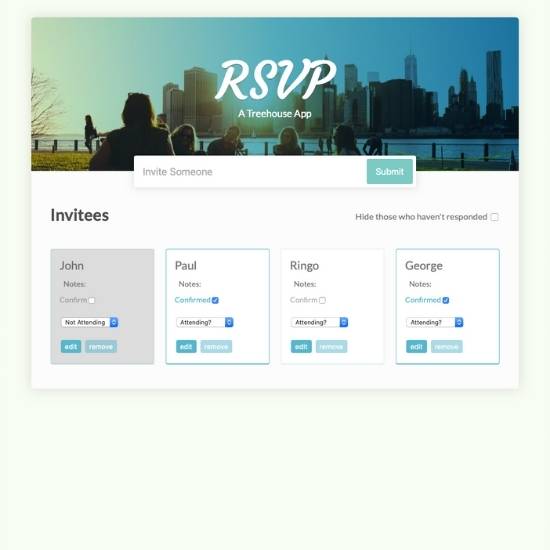 RSVP
A Treehouse App
Invite Someone
Submit
Invitees
Hide those who haven't responded
John
Notes:
Confirm
Not Attending
edit
remove
Paul
Notes:
Confirmed
Attending?
edit
remove
Ringo
Notes:
Confirm
Attending?
edit
remove
George
Notes:
Confirmed
Attending?
edit
remove